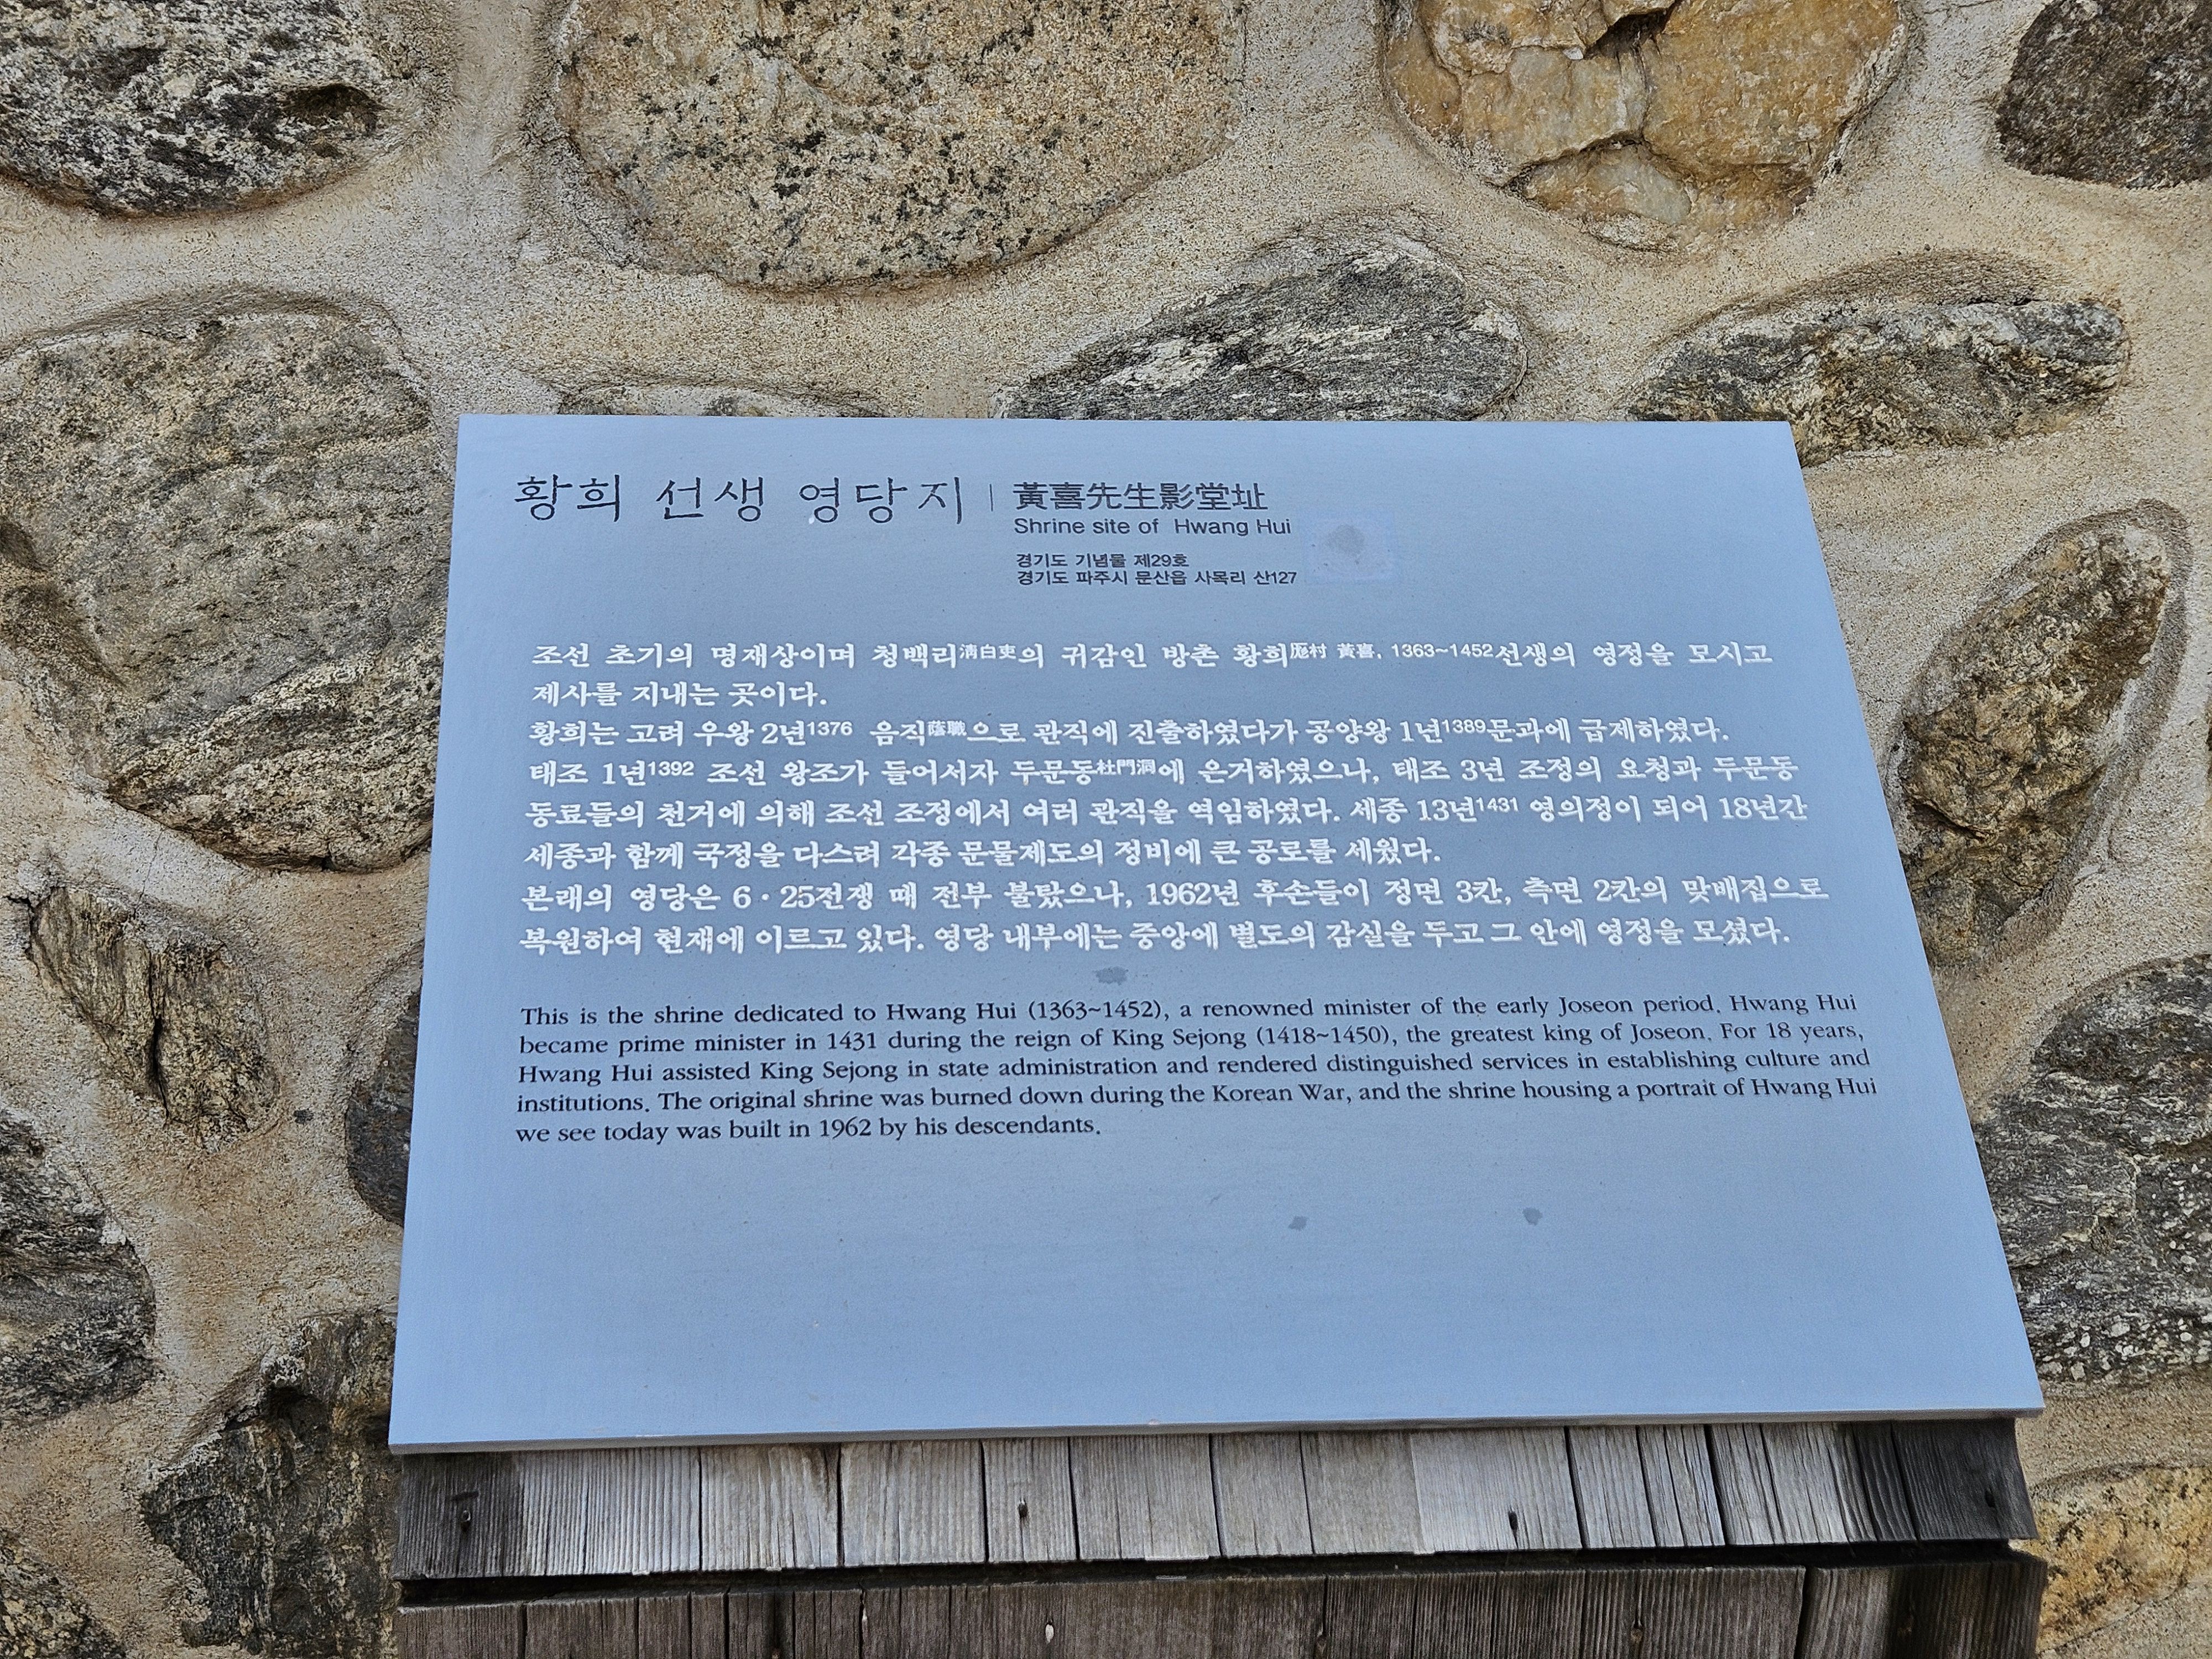 황희 선생 영당지 | 黃喜先生影堂址
Shrine site of Hwang Hui
경기도 기념물 제29호
경기도 파주시 문산읍 사목리 산127
조선 초기의 명재상이며 청백리淸白吏의 귀감인 방촌 황희厖村 黃喜, 1363~1452선생의 영정을 모시고
제사를 지내는 곳이다.
황희는 고려 우왕 2년1376 음직蔭職으로 관직에 진출하였다가 공양왕 1년1389문과에 급제하였다.
태조 1년1392 조선 왕조가 들어서자 두문동杜門洞에 은거하였으나, 태조 3년 조정의 요청과 두문동
동료들의 천거에 의해 조선 조정에서 여러 관직을 역임하였다. 세종 13년1431 영의정이 되어 18년간
세종과 함께 국정을 다스려 각종 문물제도의 정비에 큰 공로를 세웠다.
본래의 영당은 6·25전쟁 때 전부 불탔으나, 1962년 후손들이 정면 3칸, 측면 2칸의 맞배집으로
복원하여 현재에 이르고 있다. 영당 내부에는 중앙에 별도의 감실을 두고 그 안에 영정을 모셨다.
This is the shrine dedicated to Hwang Hui (1363~1452), a renowned minister of the early Joseon period. Hwang Hui
became prime minister in 1431 during the reign of King Sejong (1418~1450), the greatest king of Joseon. For 18 years,
Hwang Hui assisted King Sejong in state administration and rendered distinguished services in establishing culture and
institutions. The original shrine was burned down during the Korean War, and the shrine housing a portrait of Hwang Hui
we see today was built in 1962 by his descendants.